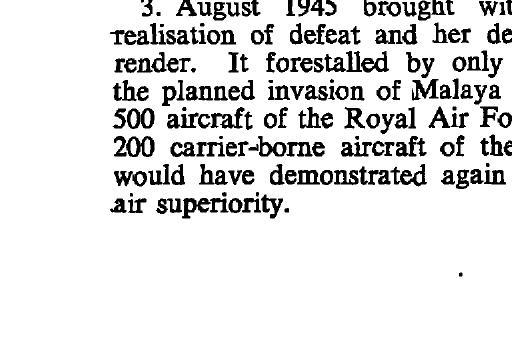 3. August 1945 brought wit
realisation of defeat and her de
render. It forestalled by only
the planned invasion of Malaya
500 aircraft of the Royal Air Fo
200 carrier-borne aircraft of the
would have demonstrated again
air superiority.